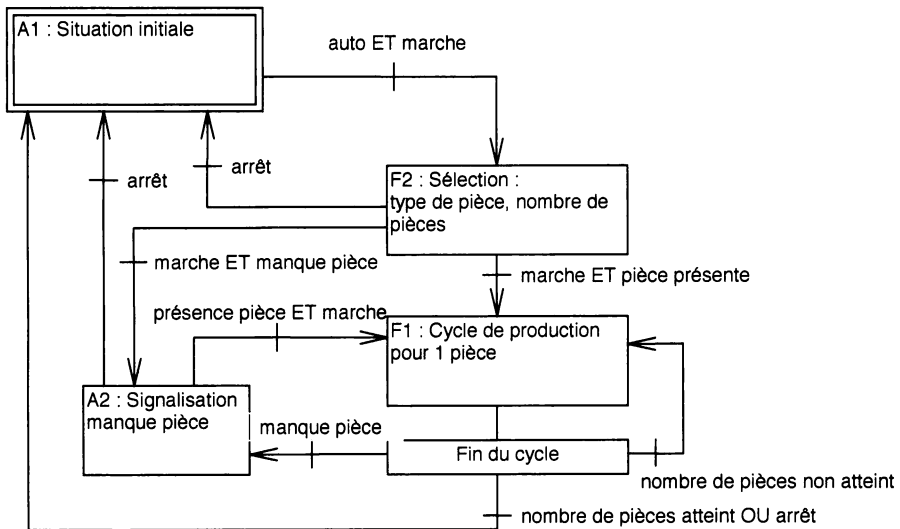 A1 : Situation initiale
auto ET marche
arrêt
arrêt
F2 : Sélection :
type de pièce, nombre de
pièces
marche ET manque pièce
marche ET pièce présente
présence pièce ET marche
F1 : Cycle de production
pour 1 pièce
A2 : Signalisation
manque pièce
manque pièce
Fin du cycle
nombre de pièces non atteint
nombre de pièces atteint OU arrêt